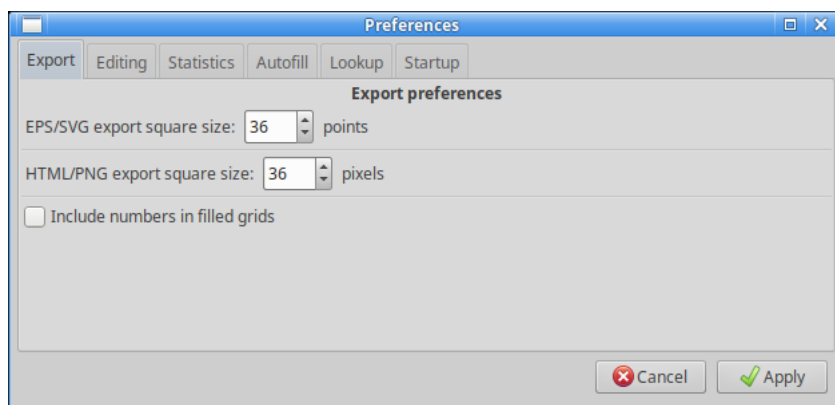 Preferences
Export Editing Statistics Autofill Lookup Startup
Export preferences
EPS/SVG export square size: 36 points
HTML/PNG export square size: 36 pixels
Include numbers in filled grids
Cancel Apply